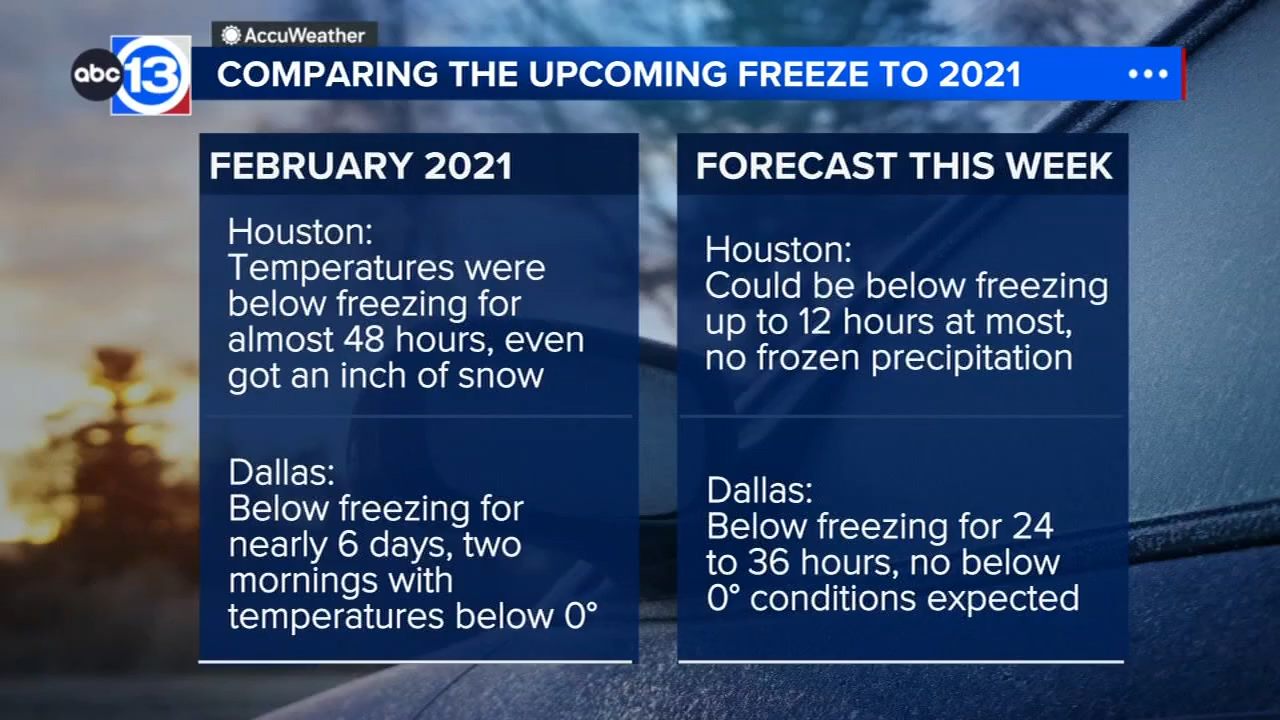 AccuWeather
abc 13
COMPARING THE UPCOMING FREEZE TO 2021
FEBRUARY 2021
Houston:
Temperatures were
below freezing for
almost 48 hours, even
got an inch of snow
Dallas:
Below freezing for
nearly 6 days, two
mornings with
temperatures below 0°
FORECAST THIS WEEK
Houston:
Could be below freezing
up to 12 hours at most,
no frozen precipitation
Dallas:
Below freezing for 24
to 36 hours, no below
0° conditions expected